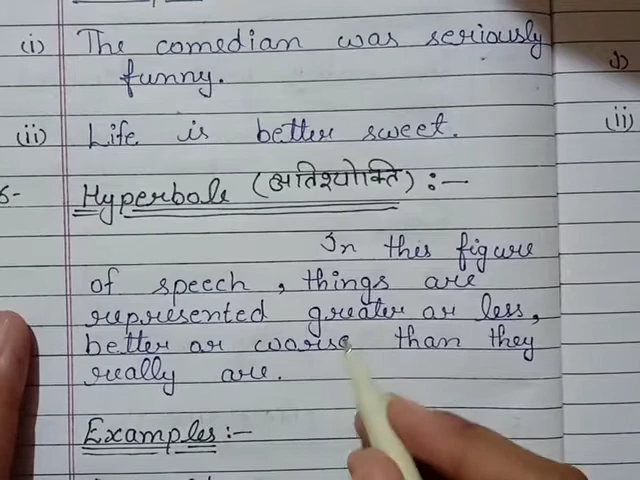 (i) The comedian was seriously
funny.
(ii) Life is better sweet.
Hyperbole (अतिश्योक्ति) :-
In this figure
of speech, things are
represented greater or less,
better or worse than they
really are.
Examples :-
(ii)